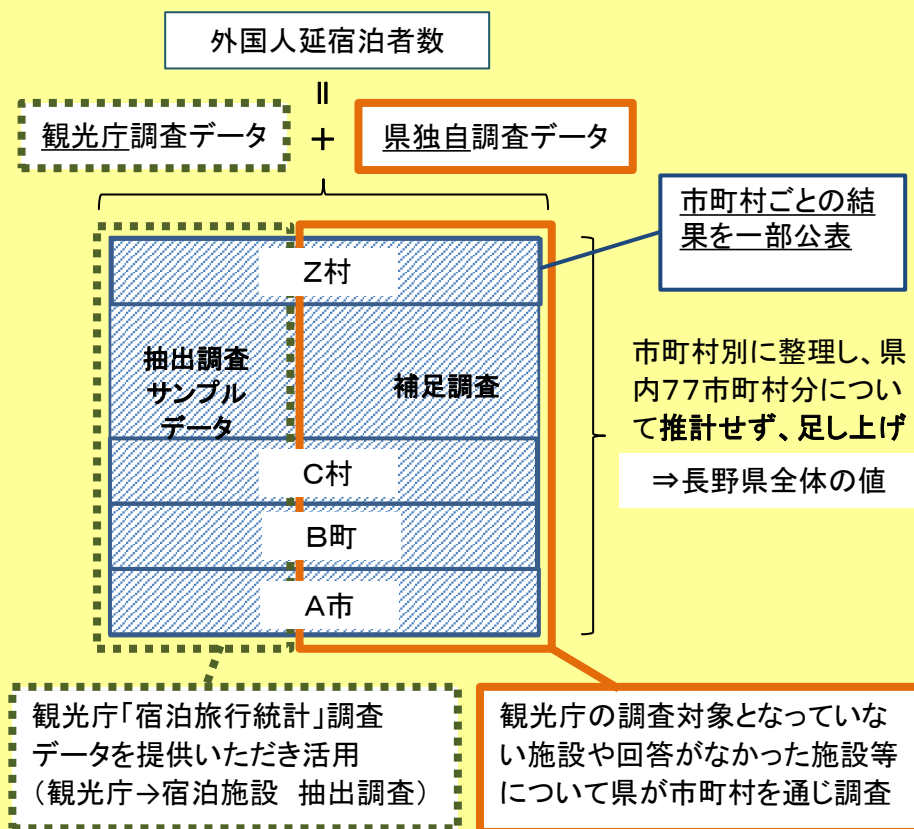 外国人延宿泊者数
＝
観光庁調査データ
＋
県独自調査データ
市町村ごとの結
果を一部公表
Ｚ村
抽出調査
サンプル
データ
補足調査
Ｃ村
Ｂ町
Ａ市
市町村別に整理し、県
内７７市町村分につい
て推計せず、足し上げ
⇒長野県全体の値
観光庁「宿泊旅行統計」調査
データを提供いただき活用
（観光庁→宿泊施設　抽出調査）
観光庁の調査対象となっていな
い施設や回答がなかった施設等
について県が市町村を通じ調査